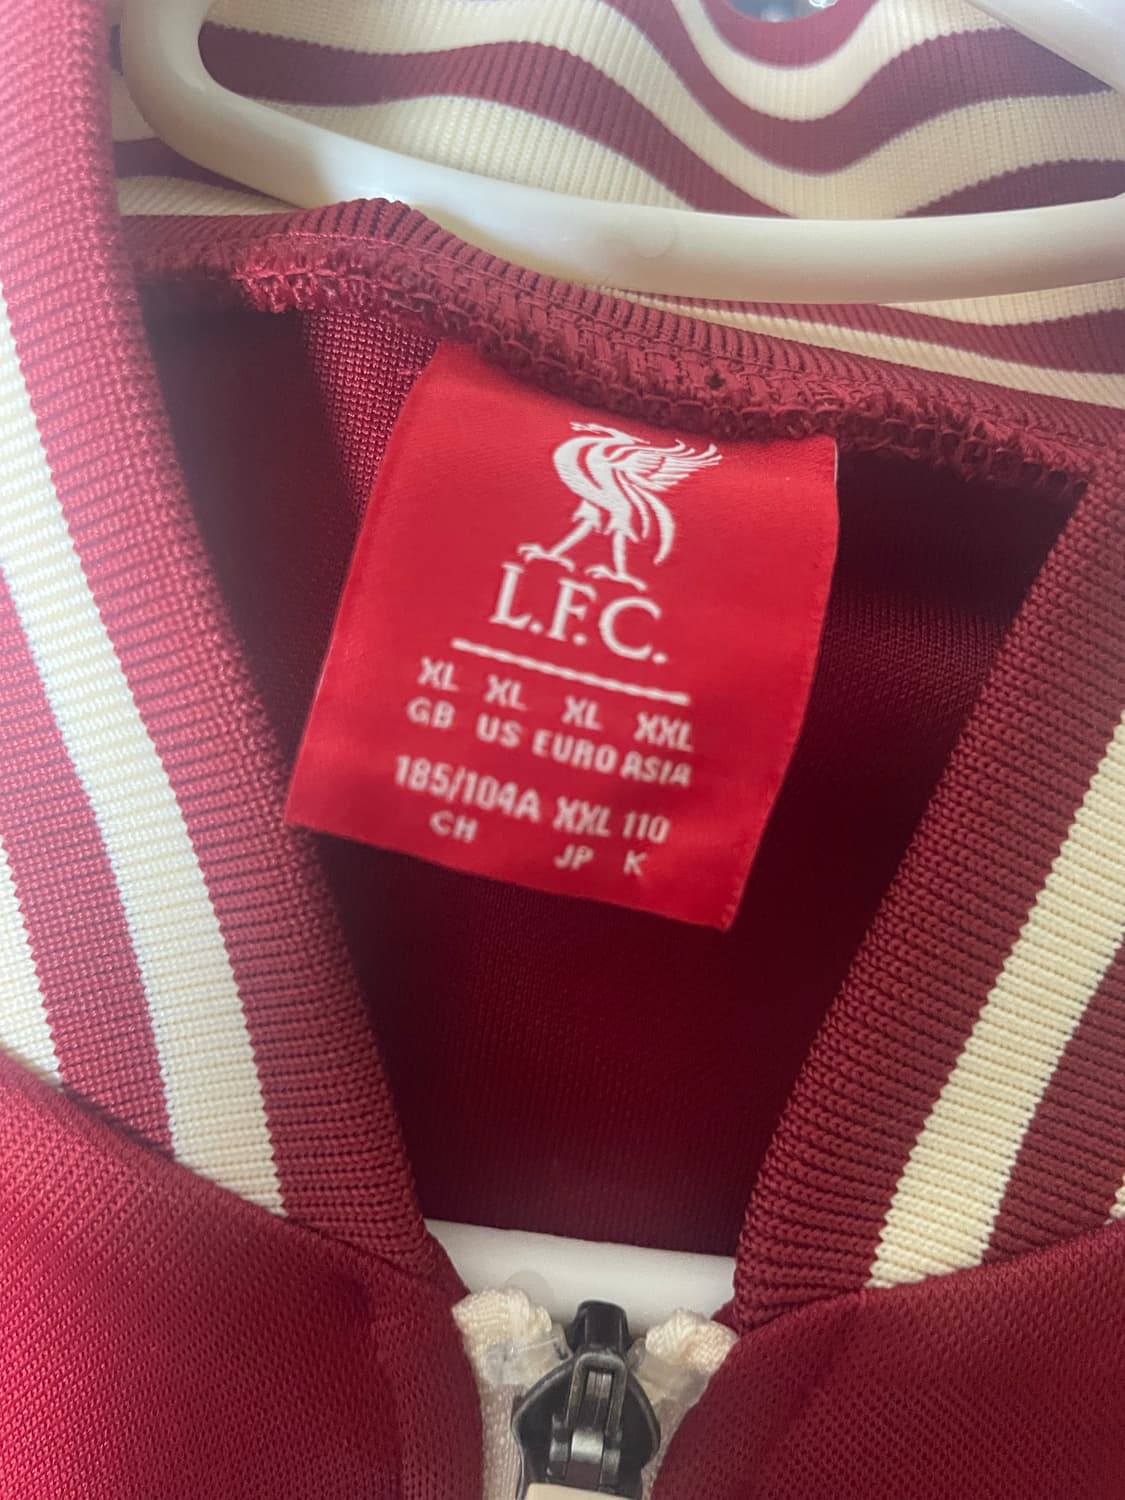 L.F.C.
XL XL XL XXL
GB US EURO ASIA
185/104A XXL 110
CH JP K